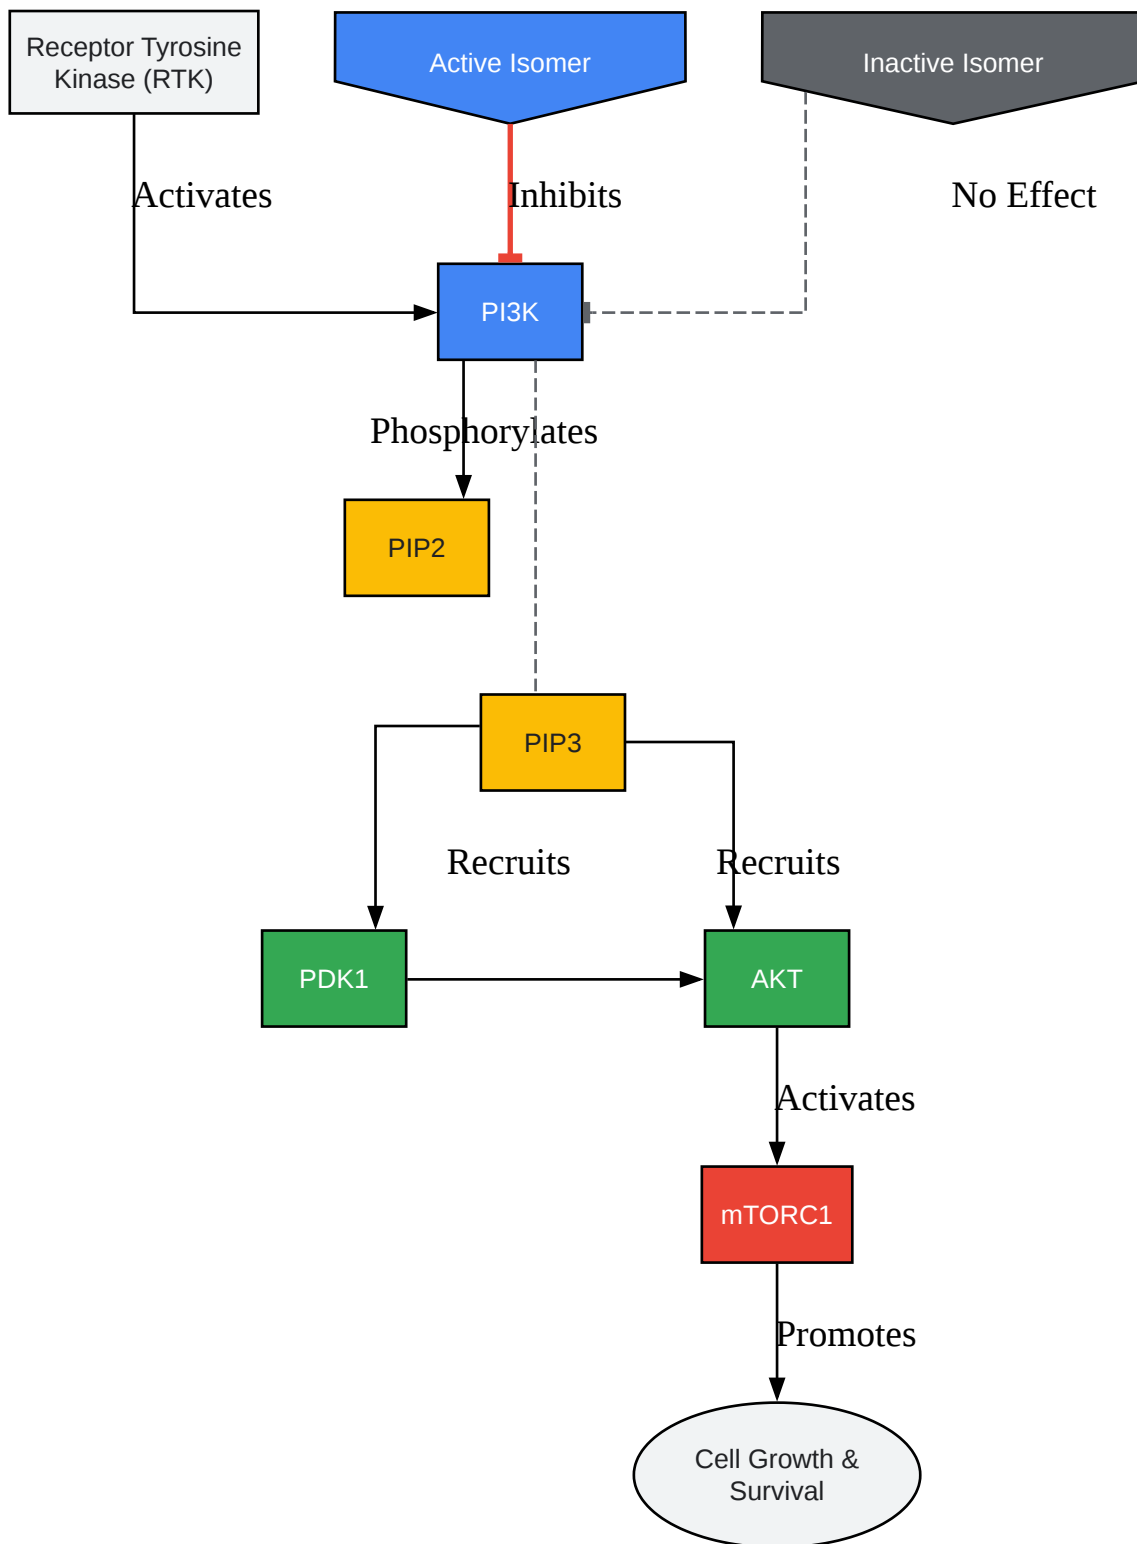 Receptor Tyrosine
Kinase (RTK)
Active Isomer
Inactive Isomer
Activates
Inhibits
No Effect
PI3K
Phosphorylates
PIP2
PIP3
Recruits
Recruits
PDK1
AKT
Activates
mTORC1
Promotes
Cell Growth &
Survival